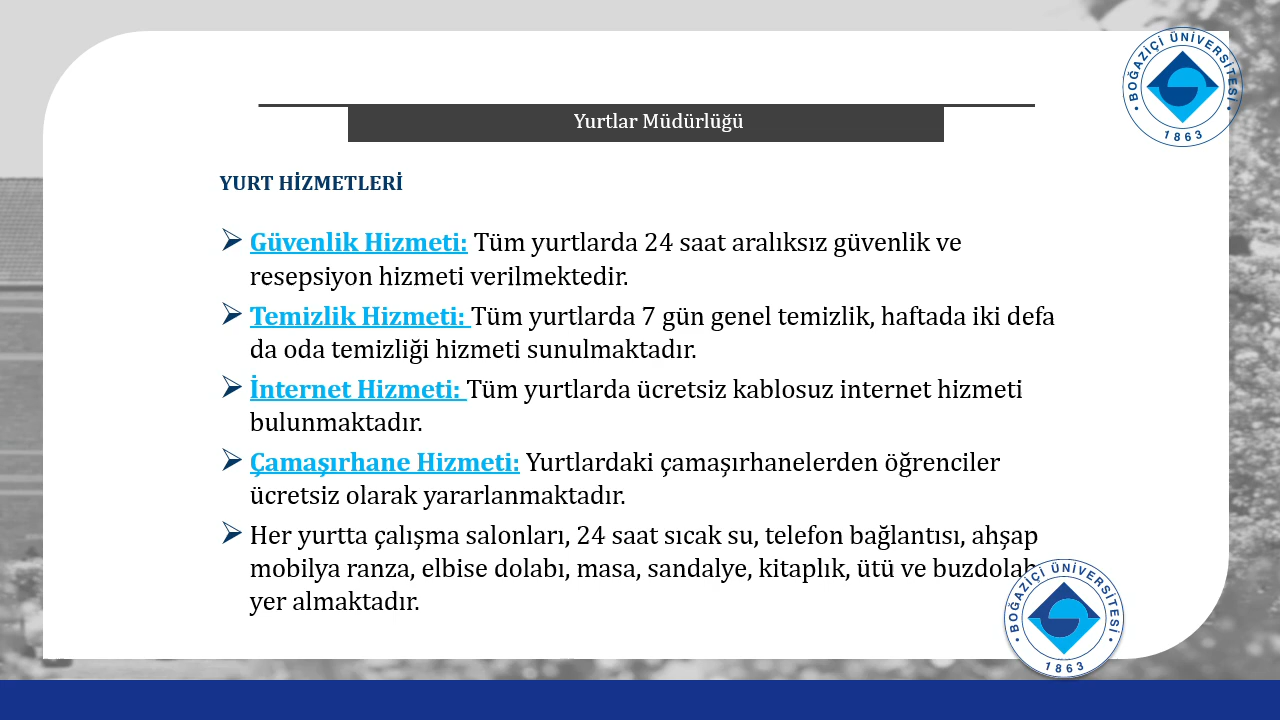 BOĞAZİÇİ ÜNİVERSİTESİ
1863
Yurtlar Müdürlüğü
YURT HİZMETLERİ
Güvenlik Hizmeti: Tüm yurtlarda 24 saat aralıksız güvenlik ve
resepsiyon hizmeti verilmektedir.
Temizlik Hizmeti: Tüm yurtlarda 7 gün genel temizlik, haftada iki defa
da oda temizliği hizmeti sunulmaktadır.
İnternet Hizmeti: Tüm yurtlarda ücretsiz kablosuz internet hizmeti
bulunmaktadır.
Çamaşırhane Hizmeti: Yurtlardaki çamaşırhanelerden öğrenciler
ücretsiz olarak yararlanmaktadır.
Her yurtta çalışma salonları, 24 saat sıcak su, telefon bağlantısı, ahşap
mobilya ranza, elbise dolabı, masa, sandalye, kitaplık, ütü ve
yer almaktadır.
BOĞAZİÇİ ÜNİVERSİTESİ
1863